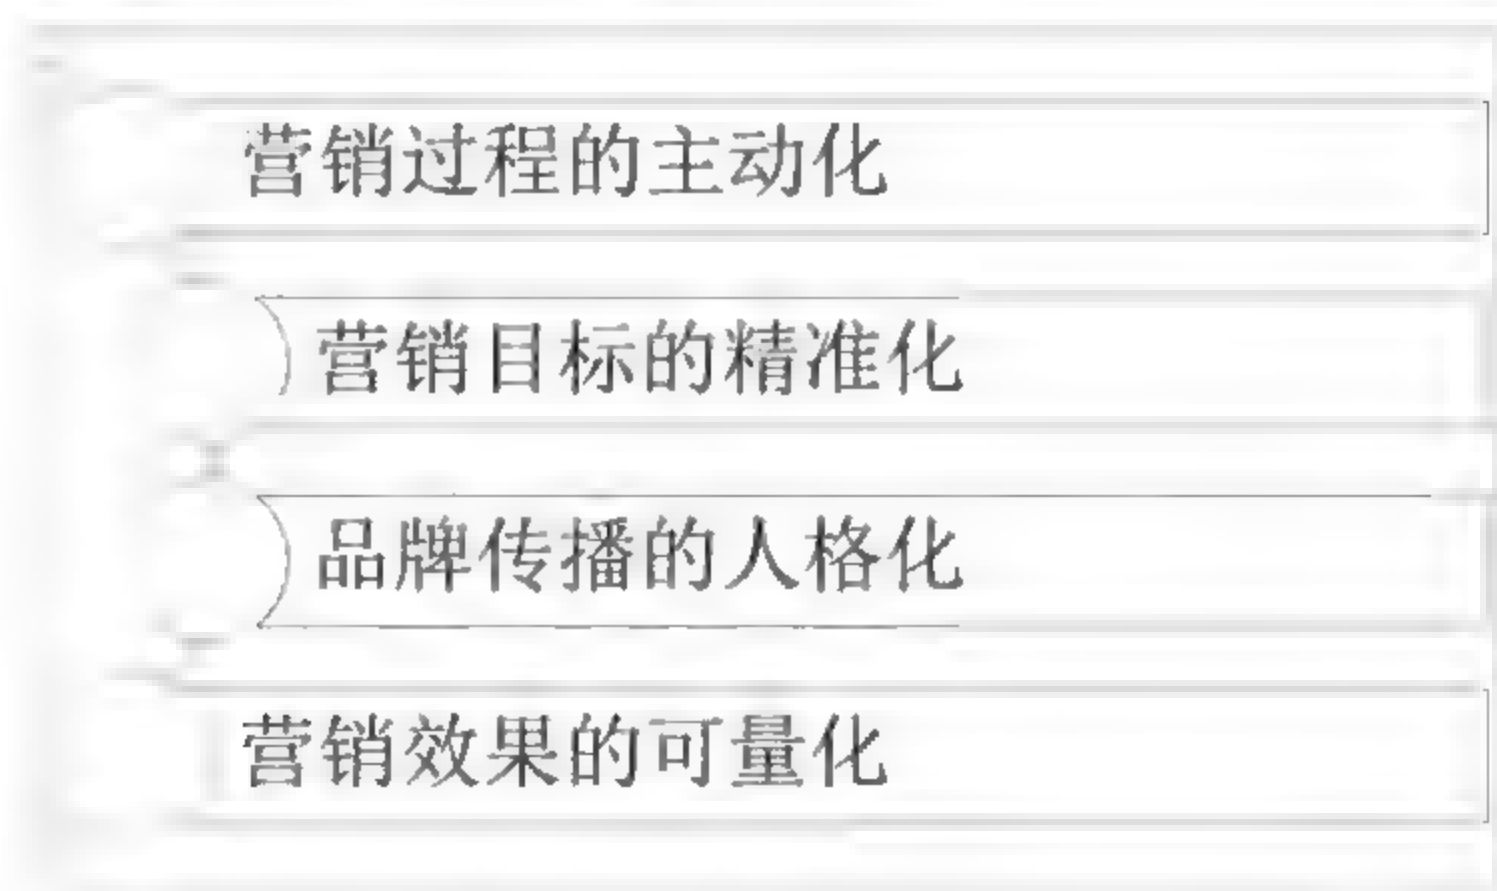 营销过程的主动化
营销目标的精准化
品牌传播的人格化
营销效果的可量化